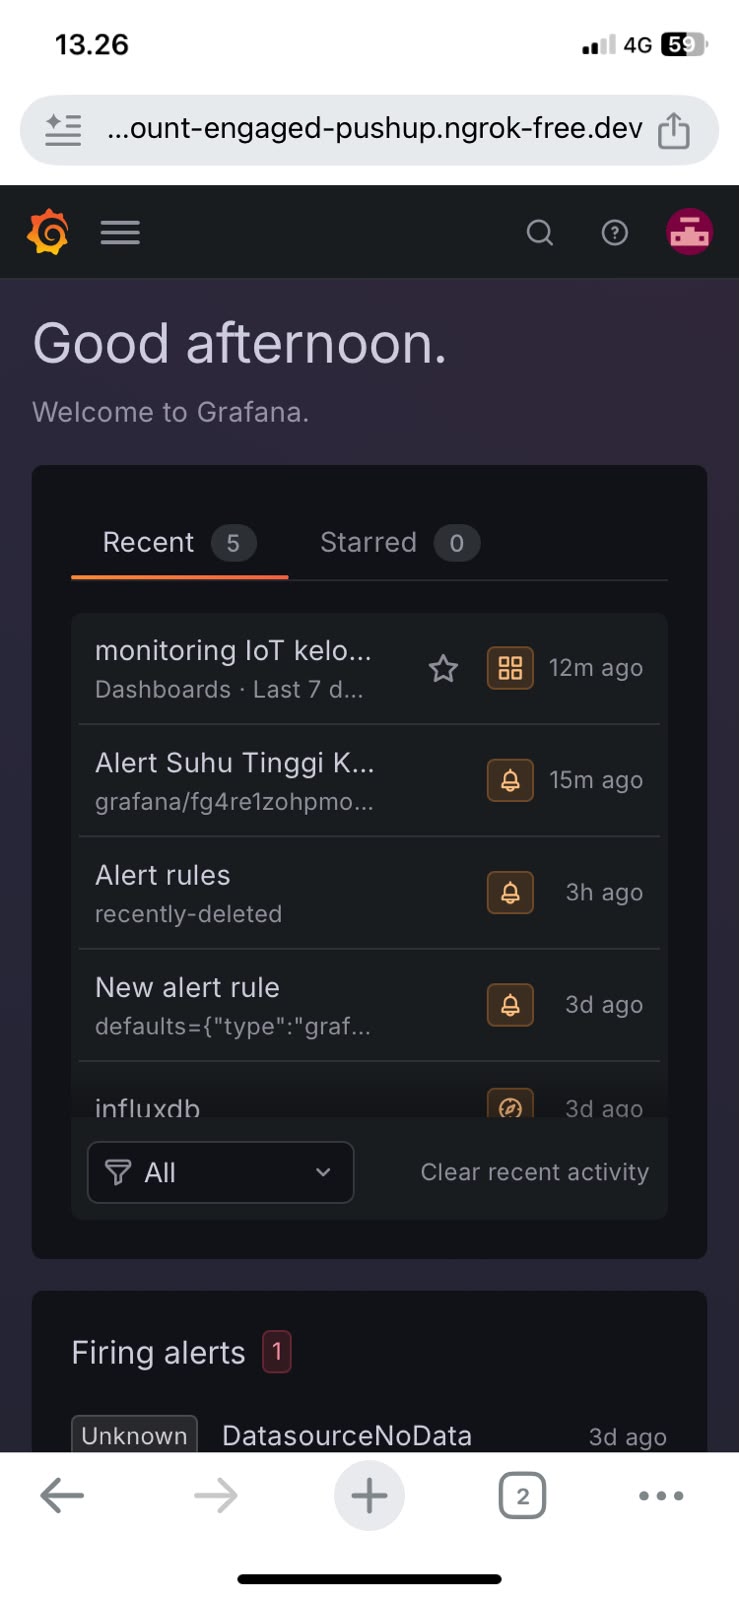 13.26
4G
59
...ount-engaged-pushup.ngrok-free.dev
Good afternoon.
Welcome to Grafana.
Recent 5 Starred 0
monitoring IoT kelo...
Dashboards · Last 7 d...
12m ago
Alert Suhu Tinggi K...
grafana/fg4re1zohpmo...
15m ago
Alert rules
recently-deleted
3h ago
New alert rule
defaults={"type":"graf...
3d ago
influxdb
3d ago
All
Clear recent activity
Firing alerts 1
Unknown DatasourceNoData 3d ago
2